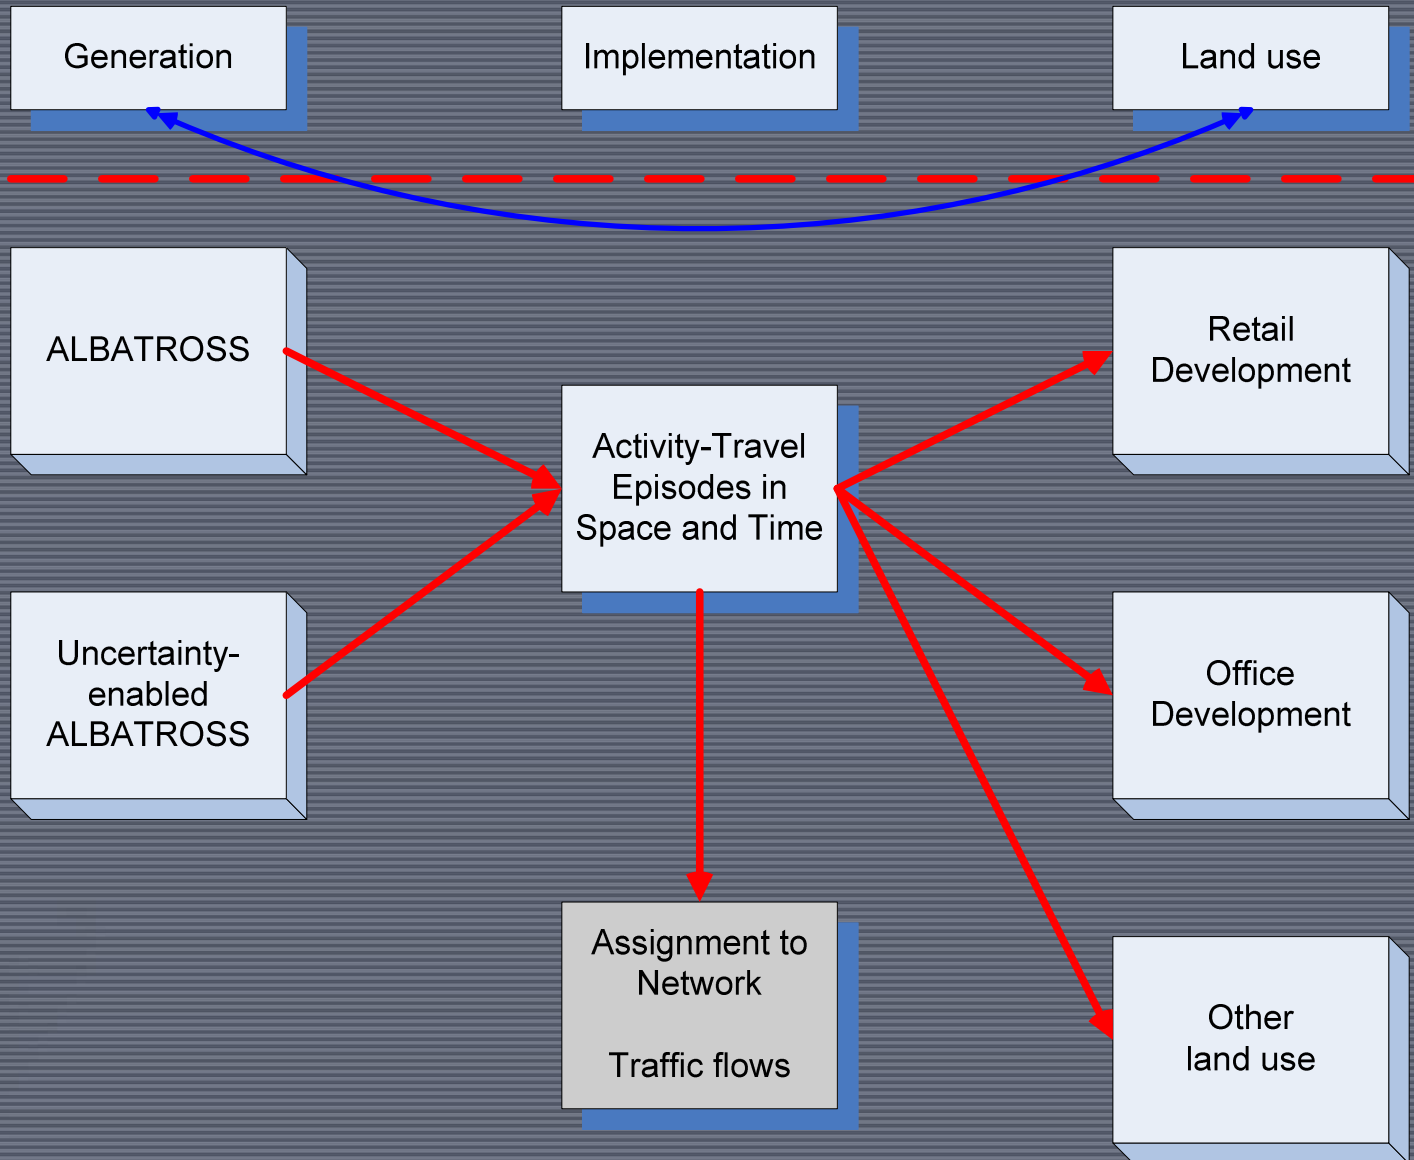 Generation
Implementation
Land use
ALBATROSS
Retail
Development
Activity-Travel
Episodes in
Space and Time
Uncertainty-
enabled
ALBATROSS
Office
Development
Assignment to
Network
Traffic flows
Other
land use